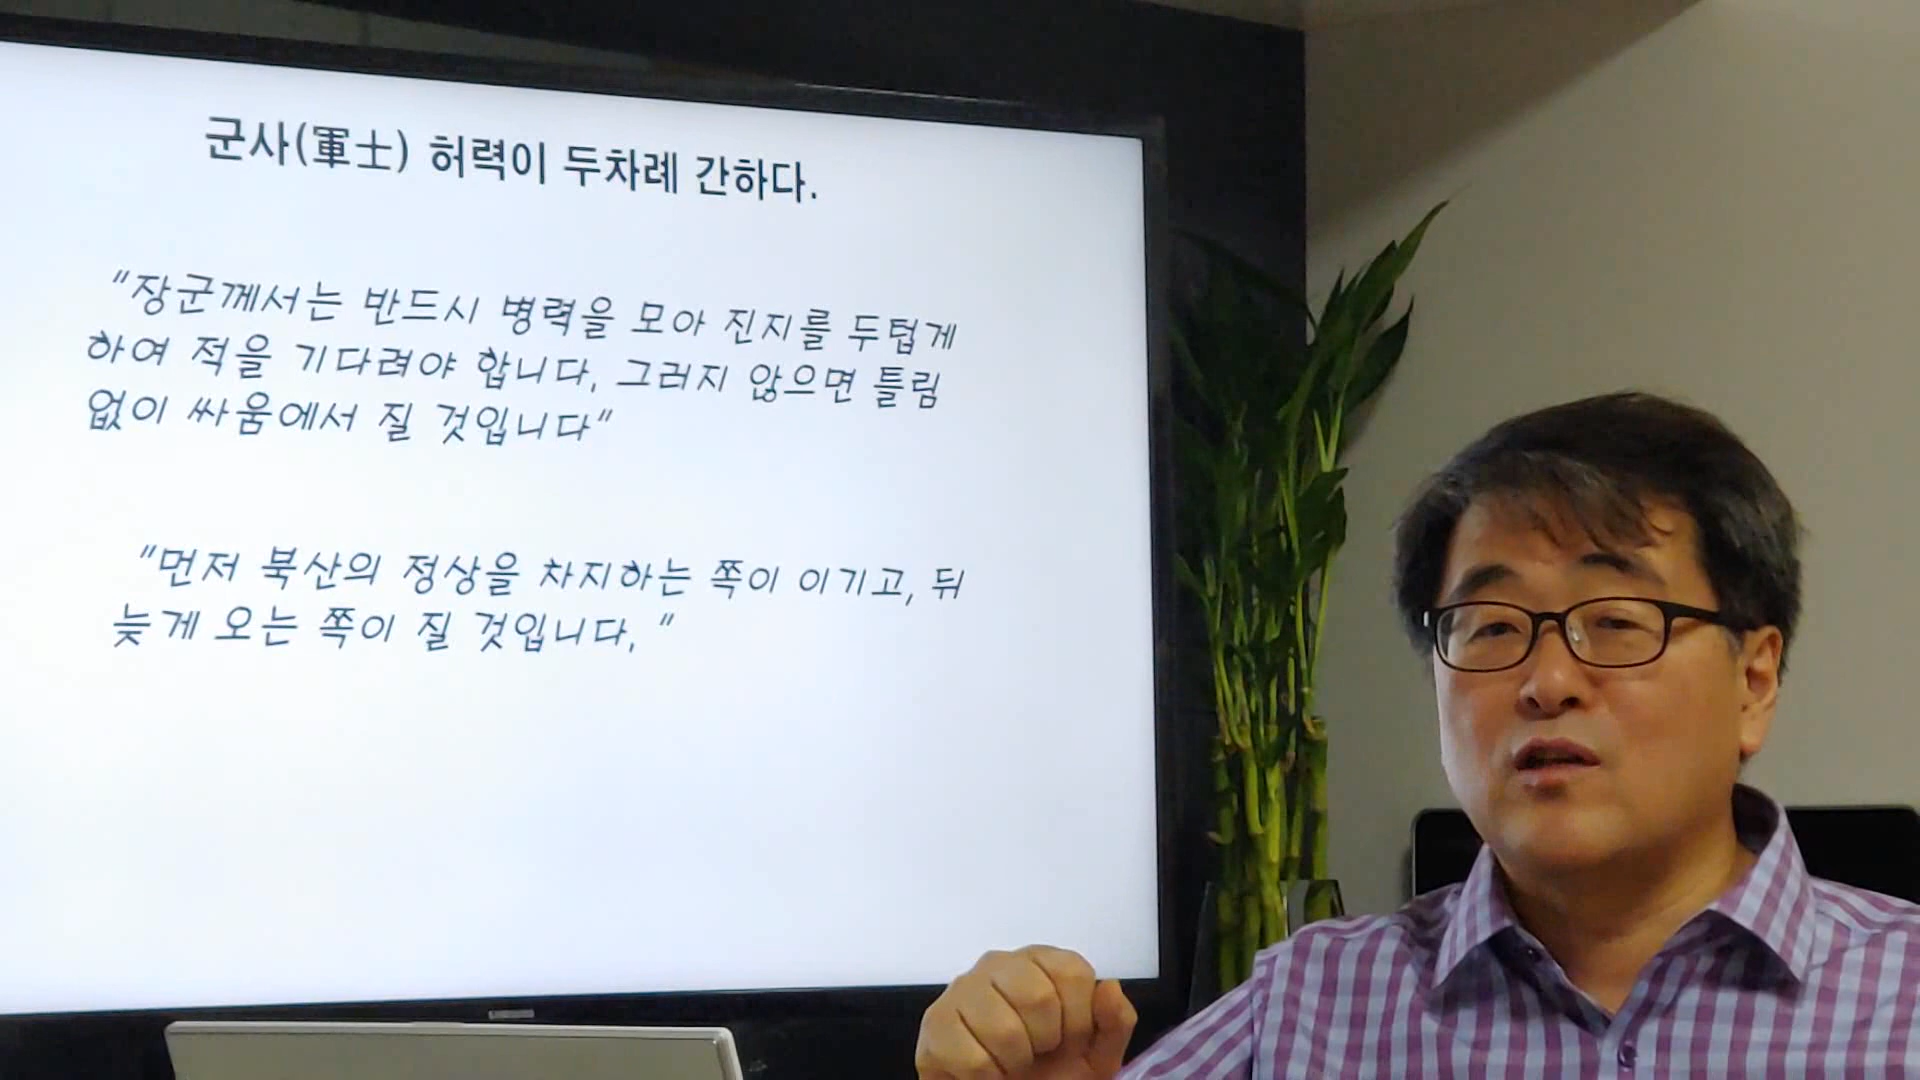 군사(軍士) 허력이 두차례 간하다.
“장군께서는 반드시 병력을 모아 진지를 두텁게
하여 적을 기다려야 합니다. 그러지 않으면 틀림
없이 싸움에서 질 것입니다”
“먼저 북산의 정상을 차지하는 쪽이 이기고, 뒤
늦게 오는 쪽이 질 것입니다. ”